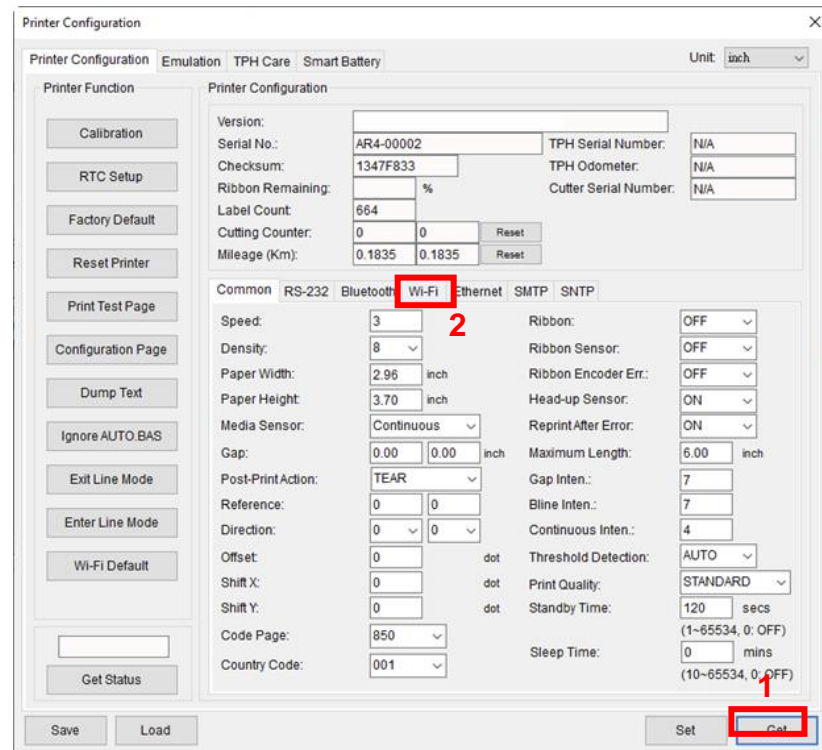 Printer Configuration
Printer Configuration Emulation TPH Care Smart Battery Unit: inch
Printer Function
Calibration
RTC Setup
Factory Default
Reset Printer
Print Test Page
Configuration Page
Dump Text
Ignore AUTO.BAS
Exit Line Mode
Enter Line Mode
Wi-Fi Default
Get Status
Printer Configuration
Version:
Serial No.: AR4-00002 TPH Serial Number: N/A
Checksum: 1347F833 TPH Odometer: N/A
Ribbon Remaining: % Cutter Serial Number: N/A
Label Count: 664
Cutting Counter: 0 0 Reset
Mileage (Km): 0.1835 0.1835 Reset
Common RS-232 Bluetooth Wi-Fi Ethernet SMTP SNTP
2
Speed: 3 Ribbon: OFF
Density: 8 Ribbon Sensor: OFF
Paper Width: 2.96 inch Ribbon Encoder Err.: OFF
Paper Height: 3.70 inch Head-up Sensor: ON
Media Sensor: Continuous Reprint After Error: ON
Gap: 0.00 0.00 inch Maximum Length: 6.00 inch
Post-Print Action: TEAR Gap Inten.: 7
Reference: 0 0 Bline Inten.: 7
Direction: 0 0 Continuous Inten.: 4
Offset: 0 dot Threshold Detection: AUTO
Shift X: 0 dot Print Quality: STANDARD
Shift Y: 0 dot Standby Time: 120 secs
(1~65534, 0: OFF)
Code Page: 850
Sleep Time: 0 mins
Country Code: 001
(10~65534, 0: OFF)
1
Save Load Set Get